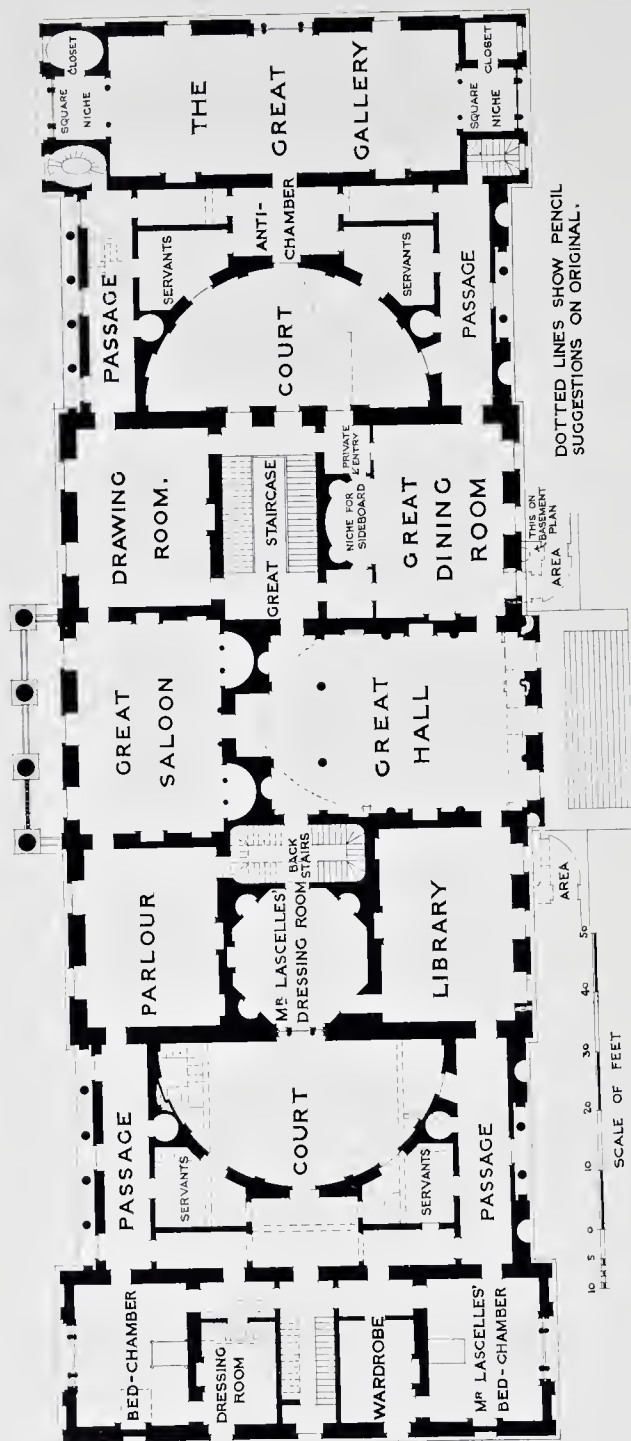 CLOSET
SQUARE
NICHE
THE
GREAT
GALLERY
CLOSET
SQUARE
NICHE
PASSAGE
SERVANTS
ANTI-
CHAMBER
SERVANTS
PASSAGE
COURT
DRAWING
ROOM.
GREAT STAIRCASE
PRIVATE
ENTRY
NICHE FOR
SIDEBOARD
GREAT
DINING
ROOM
THIS ON
BASEMENT
PLAN
AREA
DOTTED LINES SHOW PENCIL
SUGGESTIONS ON ORIGINAL.
GREAT
SALOON
GREAT
HALL
PARLOUR
BACK
STAIRS
MR LASCELLES'
DRESSING ROOM
LIBRARY
AREA
PASSAGE
SERVANTS
COURT
SERVANTS
PASSAGE
BED-CHAMBER
DRESSING
ROOM
WARDROBE
MR LASCELLES'
BED-CHAMBER
10 5 0 10 20 30 40 50
SCALE OF FEET